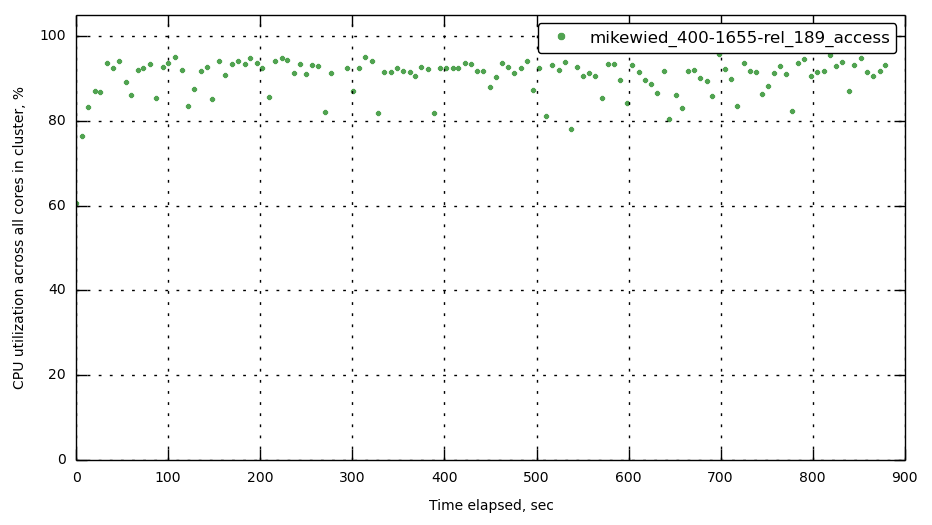 mikewied_400-1655-rel_189_access
100
80
60
40
20
0
CPU utilization across all cores in cluster, %
0 100 200 300 400 500 600 700 800 900
Time elapsed, sec